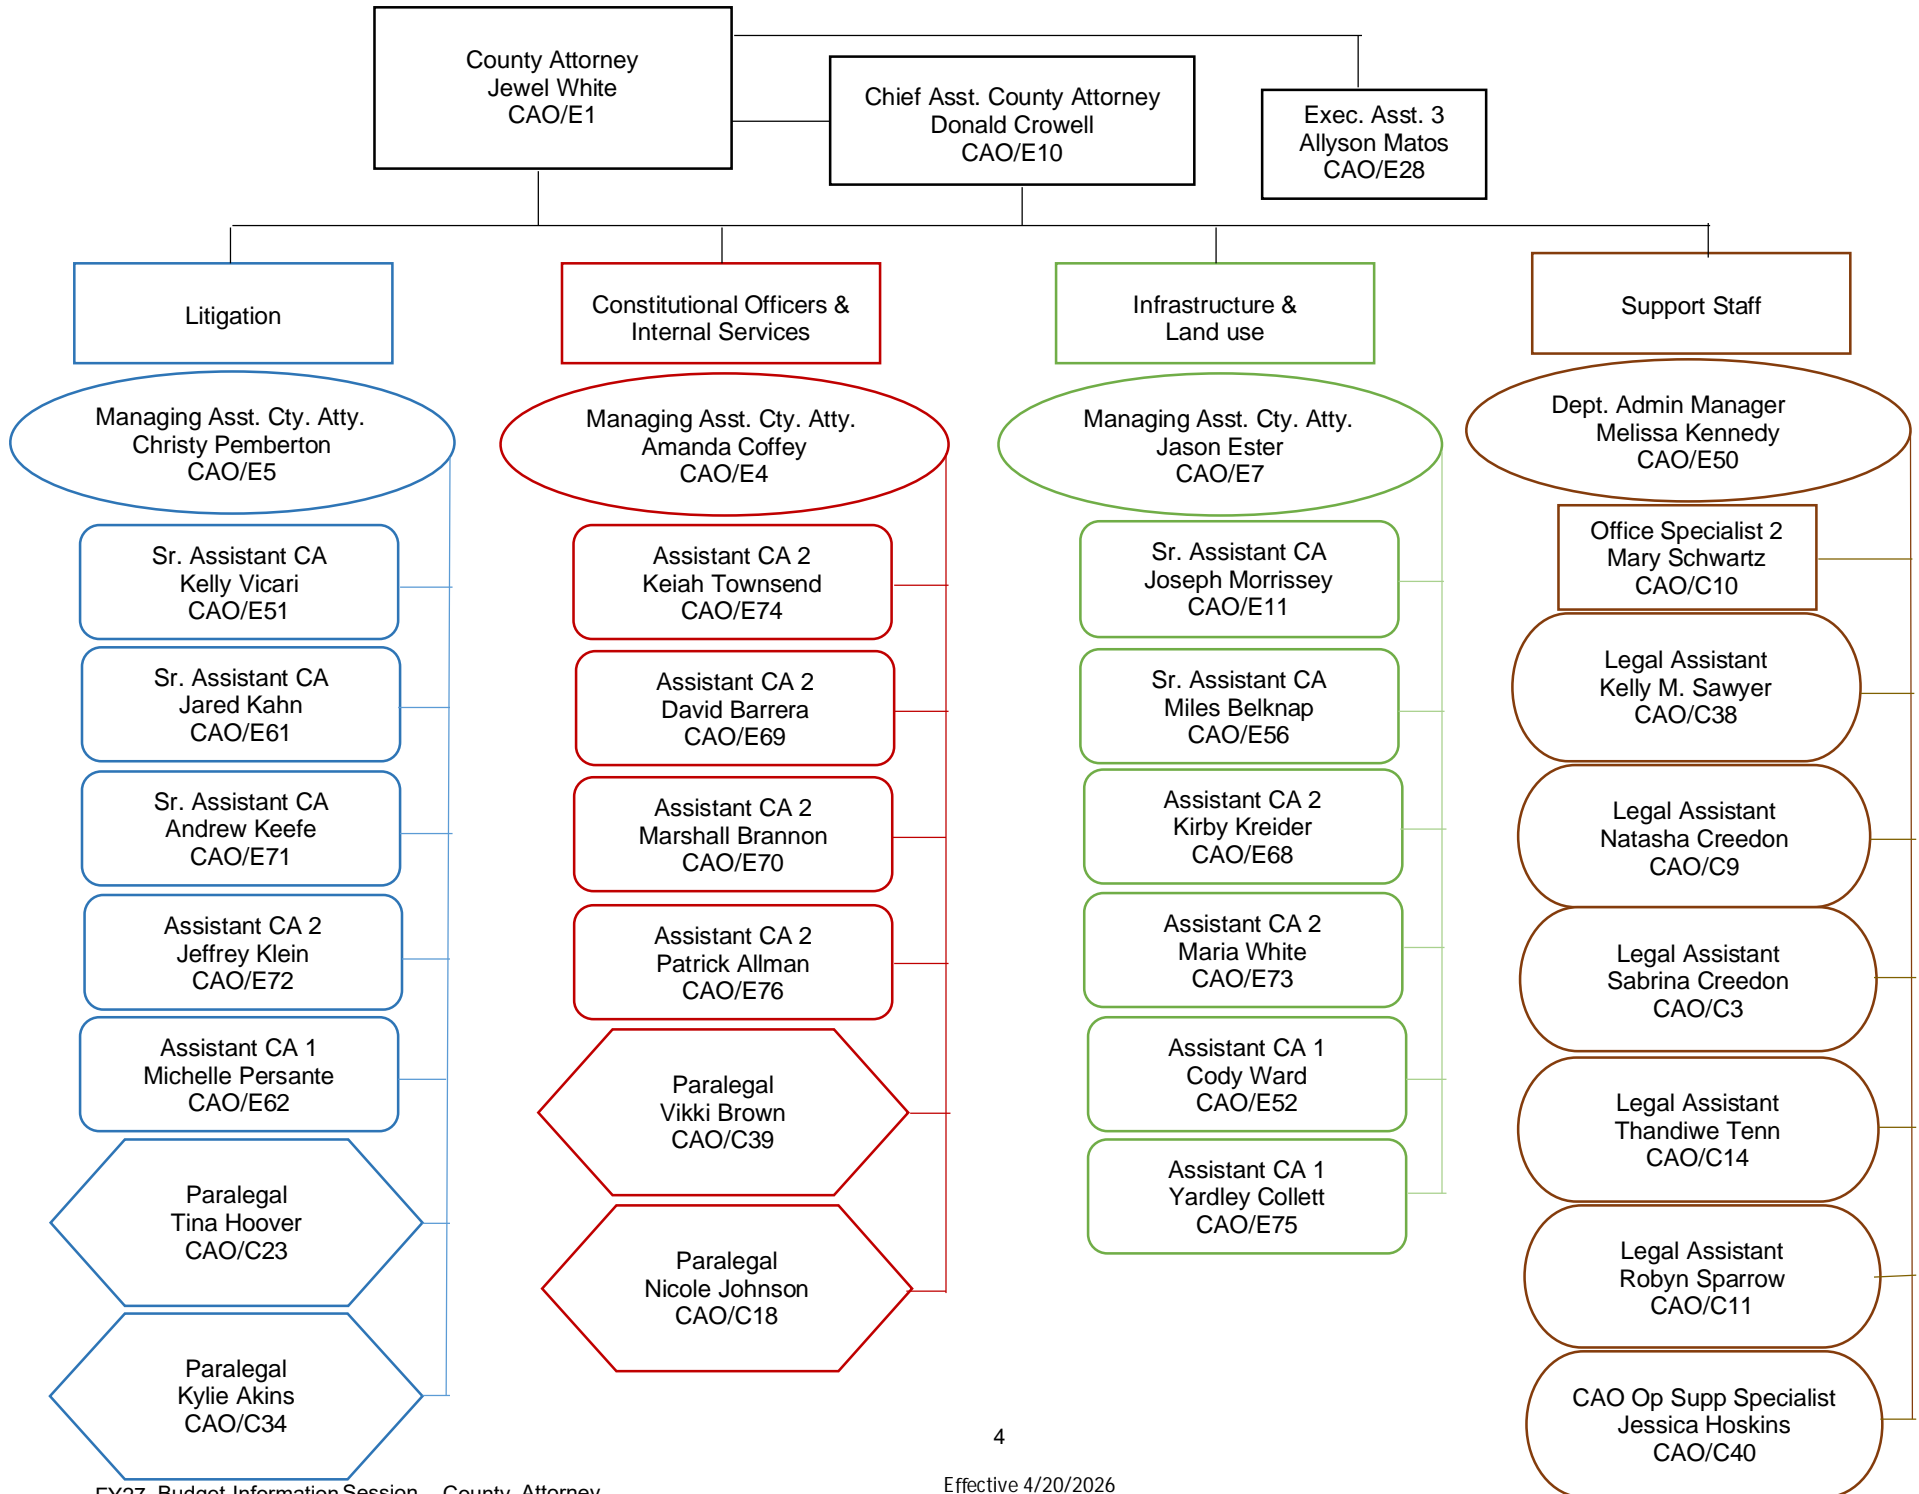 County Attorney
Jewel White
CAO/E1
Chief Asst. County Attorney
Donald Crowell
CAO/E10
Exec. Asst. 3
Allyson Matos
CAO/E28
Litigation
Managing Asst. Cty. Atty.
Christy Pemberton
CAO/E5
Sr. Assistant CA
Kelly Vicari
CAO/E51
Sr. Assistant CA
Jared Kahn
CAO/E61
Sr. Assistant CA
Andrew Keefe
CAO/E71
Assistant CA 2
Jeffrey Klein
CAO/E72
Assistant CA 1
Michelle Persante
CAO/E62
Paralegal
Tina Hoover
CAO/C23
Paralegal
Kylie Akins
CAO/C34
Constitutional Officers &
Internal Services
Managing Asst. Cty. Atty.
Amanda Coffey
CAO/E4
Assistant CA 2
Keiah Townsend
CAO/E74
Assistant CA 2
David Barrera
CAO/E69
Assistant CA 2
Marshall Brannon
CAO/E70
Assistant CA 2
Patrick Allman
CAO/E76
Paralegal
Vikki Brown
CAO/C39
Paralegal
Nicole Johnson
CAO/C18
Infrastructure &
Land use
Managing Asst. Cty. Atty.
Jason Ester
CAO/E7
Sr. Assistant CA
Joseph Morrissey
CAO/E11
Sr. Assistant CA
Miles Belknap
CAO/E56
Assistant CA 2
Kirby Kreider
CAO/E68
Assistant CA 2
Maria White
CAO/E73
Assistant CA 1
Cody Ward
CAO/E52
Assistant CA 1
Yardley Collett
CAO/E75
Support Staff
Dept. Admin Manager
Melissa Kennedy
CAO/E50
Office Specialist 2
Mary Schwartz
CAO/C10
Legal Assistant
Kelly M. Sawyer
CAO/C38
Legal Assistant
Natasha Creedon
CAO/C9
Legal Assistant
Sabrina Creedon
CAO/C3
Legal Assistant
Thandiwe Tenn
CAO/C14
Legal Assistant
Robyn Sparrow
CAO/C11
CAO Op Supp Specialist
Jessica Hoskins
CAO/C40
4
Effective 4/20/2026
FY27 Budget Information Session County Attorney